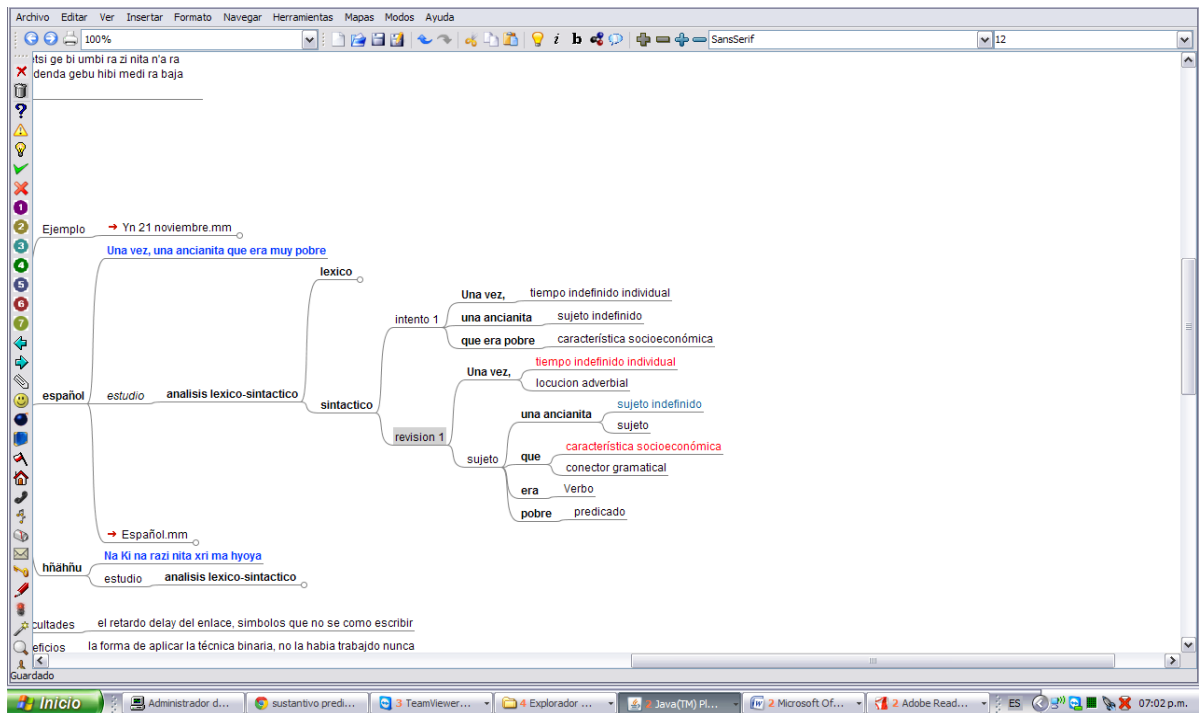 Archivo Editar Ver Insertar Formato Navegar Herramientas Mapas Modos Ayuda
100% i b SansSerif 12
tsi ge bi umbi ra zi nita n'a ra
denda gebu hibi medi ra baja
Ejemplo Yn 21 noviembre.mm
Una vez, una ancianita que era muy pobre
lexico
Una vez, tiempo indefinido individual
intento 1 una ancianita sujeto indefinido
que era pobre característica socioeconómica
tiempo indefinido individual
Una vez,
locucion adverbial
español estudio analisis lexico-sintactico
sintactico
sujeto indefinido
una ancianita
sujeto
revision 1
característica socioeconómica
sujeto que
conector gramatical
era Verbo
pobre predicado
Español.mm
Na Ki na razi nita xri ma hyoya
hñähñu
estudio analisis lexico-sintactico
cultades el retardo delay del enlace, simbolos que no se como escribir
eficios la forma de aplicar la técnica binaria, no la habia trabajdo nunca
Guardado
Inicio Administrador d... sustantivo predi... 3 TeamViewer... 4 Explorador ... 2 Java(TM) Pl... 2 Microsoft Of... 2 Adobe Read... ES 07:02 p.m.